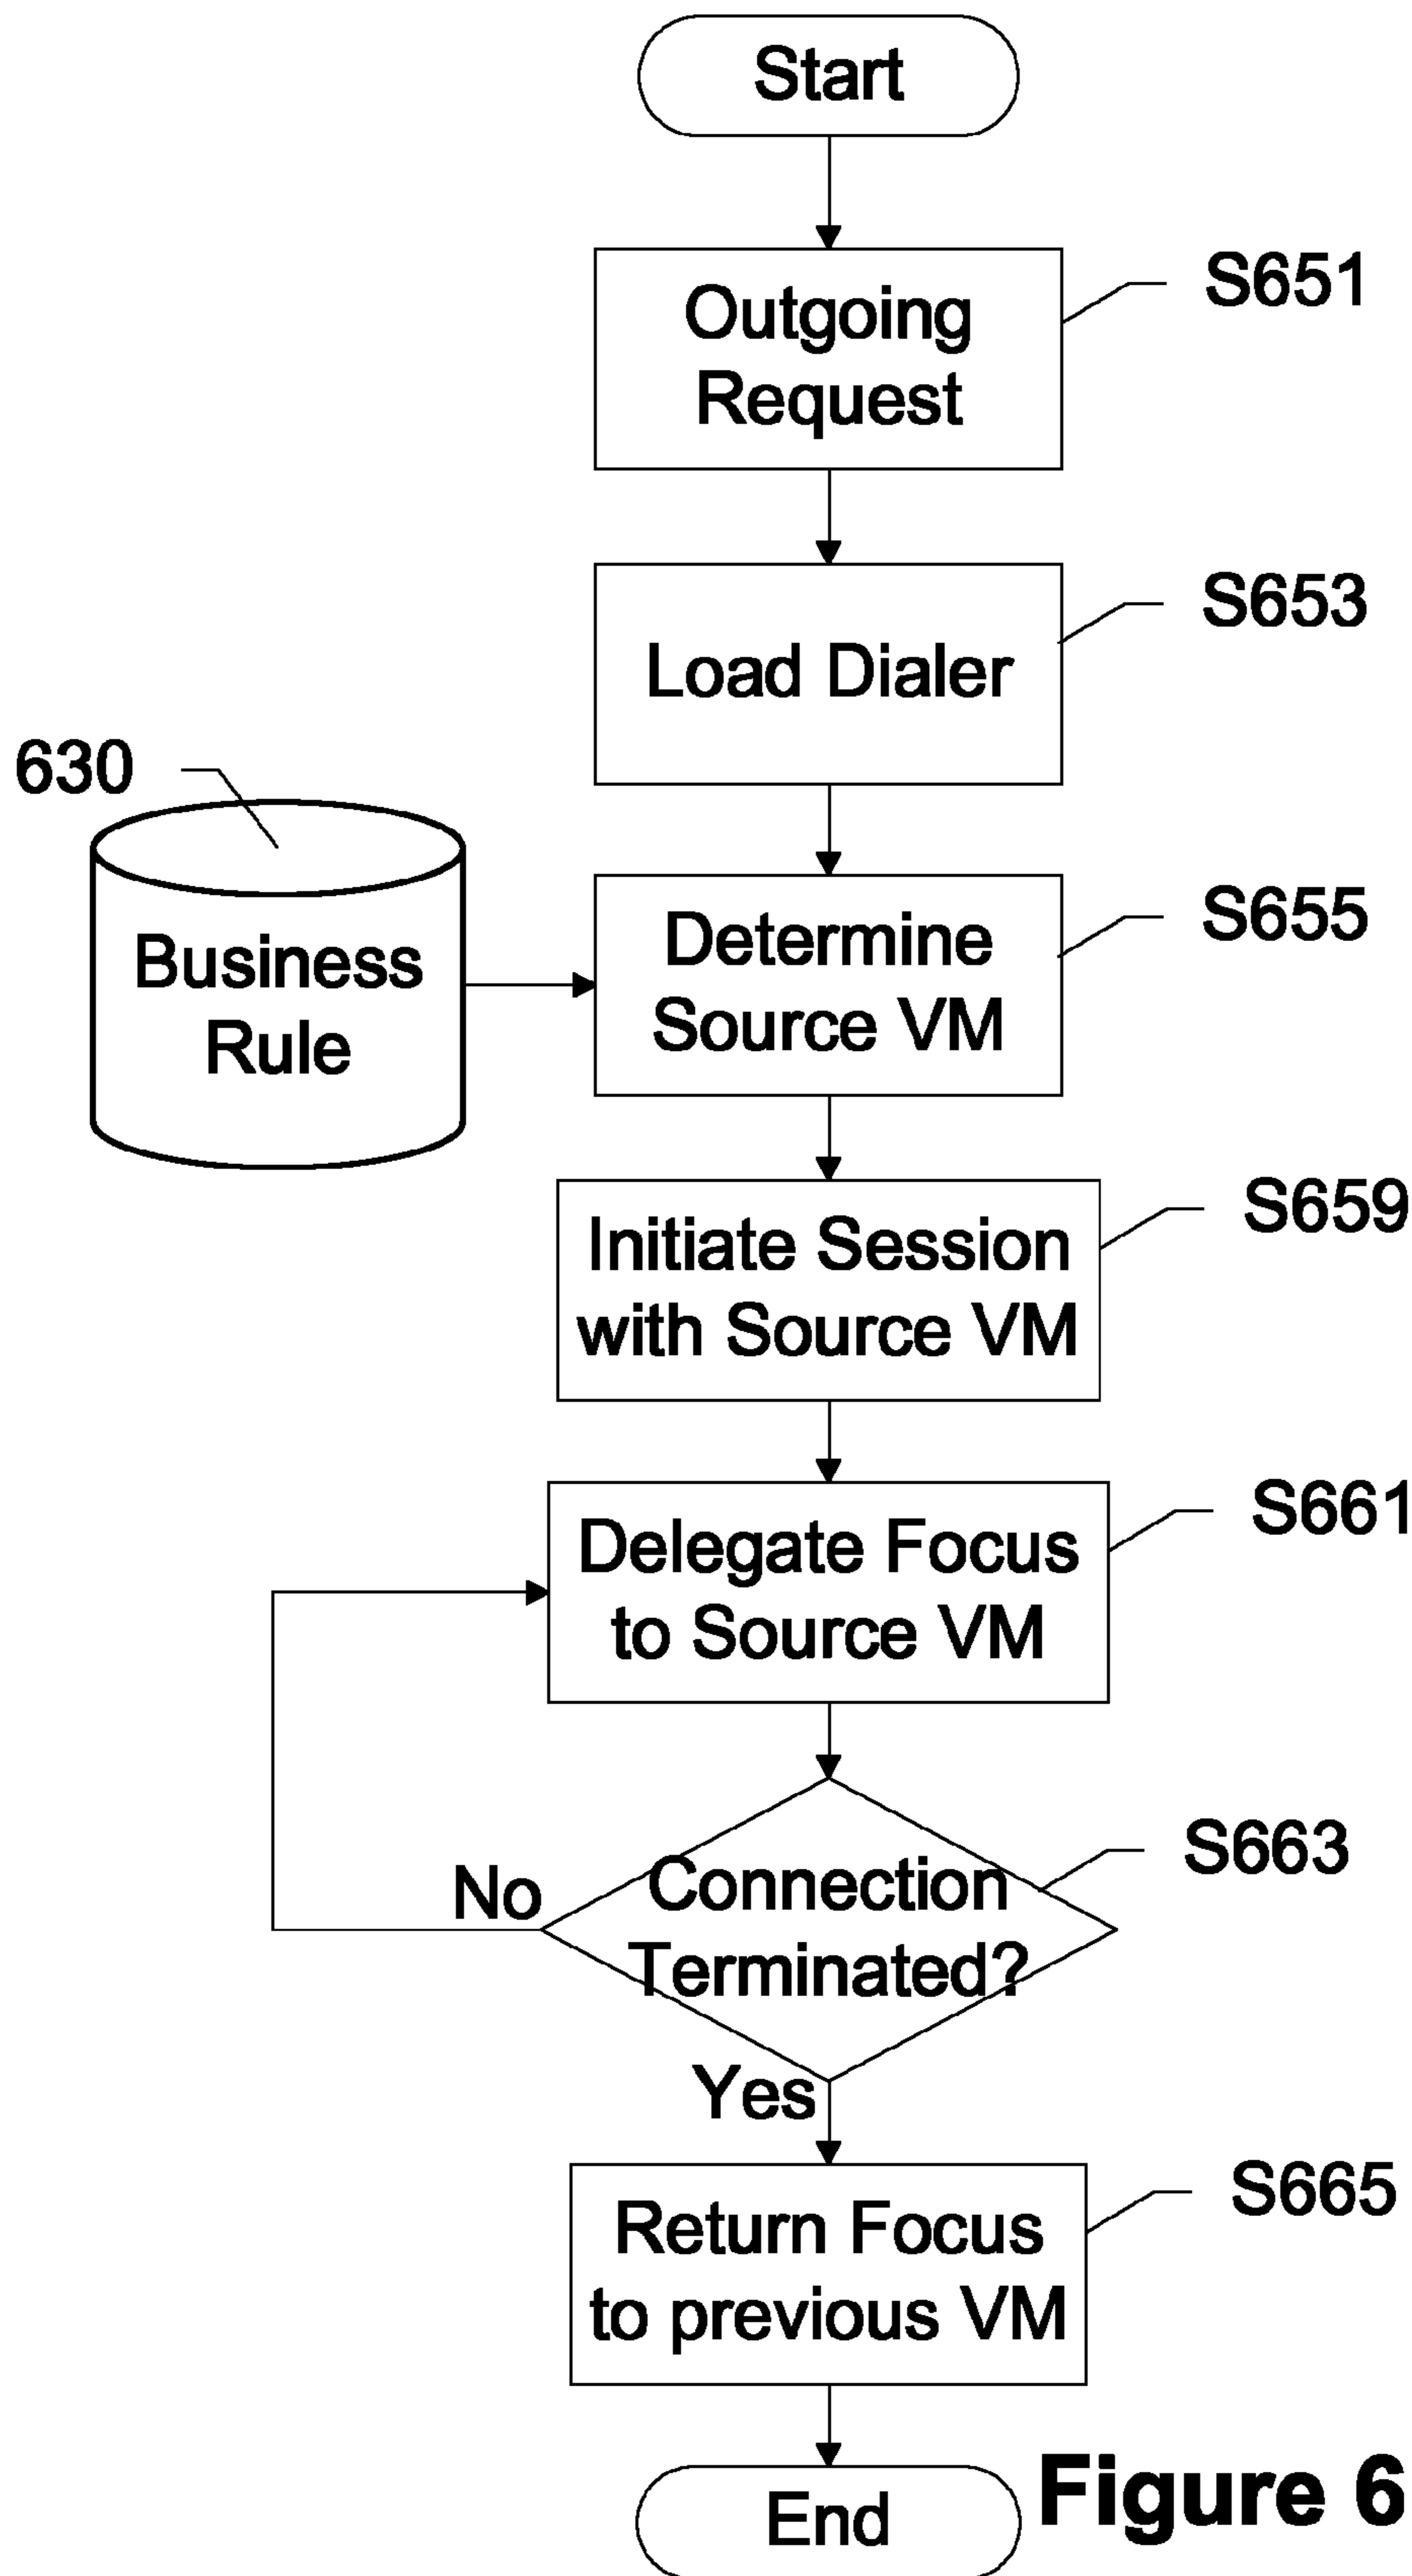 Start
Outgoing
Request
S651
Load Dialer
S653
630
Business
Rule
Determine
Source VM
S655
Initiate Session
with Source VM
S659
Delegate Focus
to Source VM
S661
Connection
Terminated?
S663
No
Yes
Return Focus
to previous VM
S665
End
Figure 6